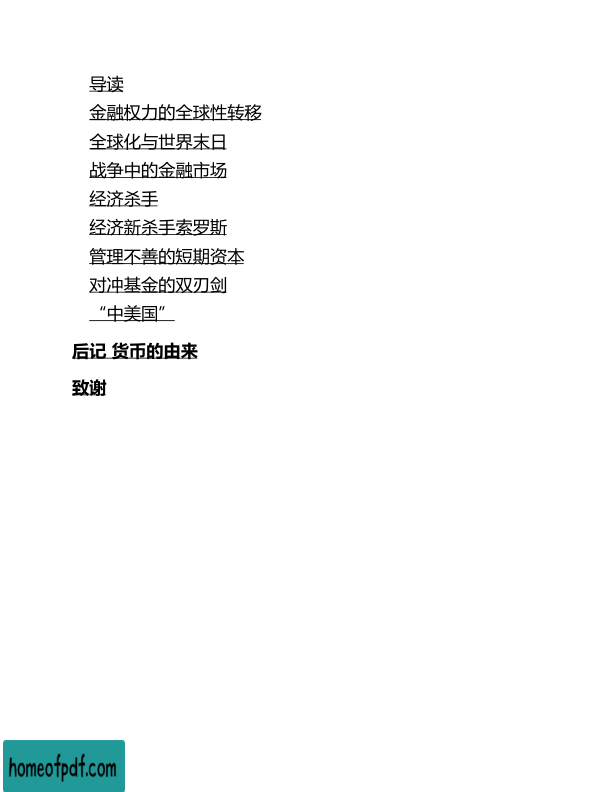 导读
金融权力的全球性转移
全球化与世界末日
战争中的金融市场
经济杀手
经济新杀手索罗斯
管理不善的短期资本
对冲基金的双刃剑
“中美国”
后记 货币的由来
致谢
homeofpdf.com